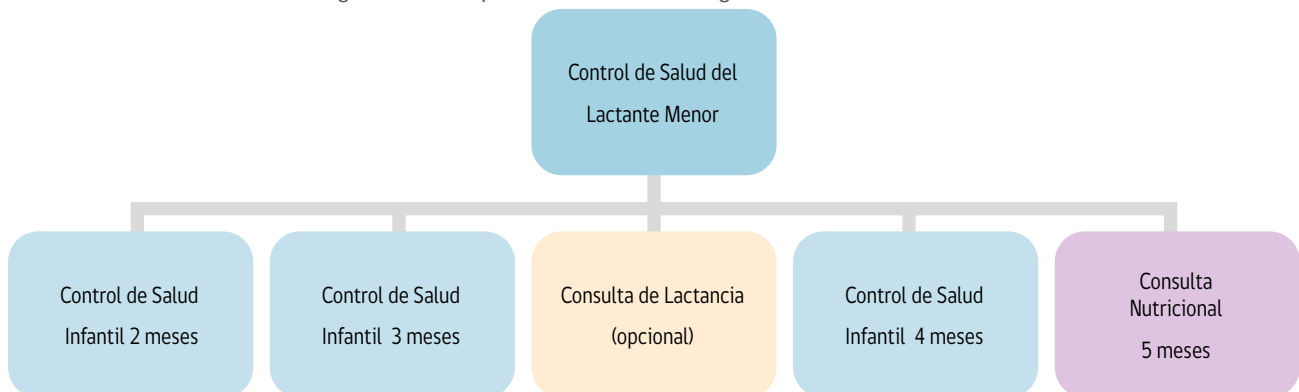 Control de Salud del
Lactante Menor
Control de Salud
Infantil 2 meses
Control de Salud
Infantil 3 meses
Consulta de Lactancia
(opcional)
Control de Salud
Infantil 4 meses
Consulta
Nutricional
5 meses